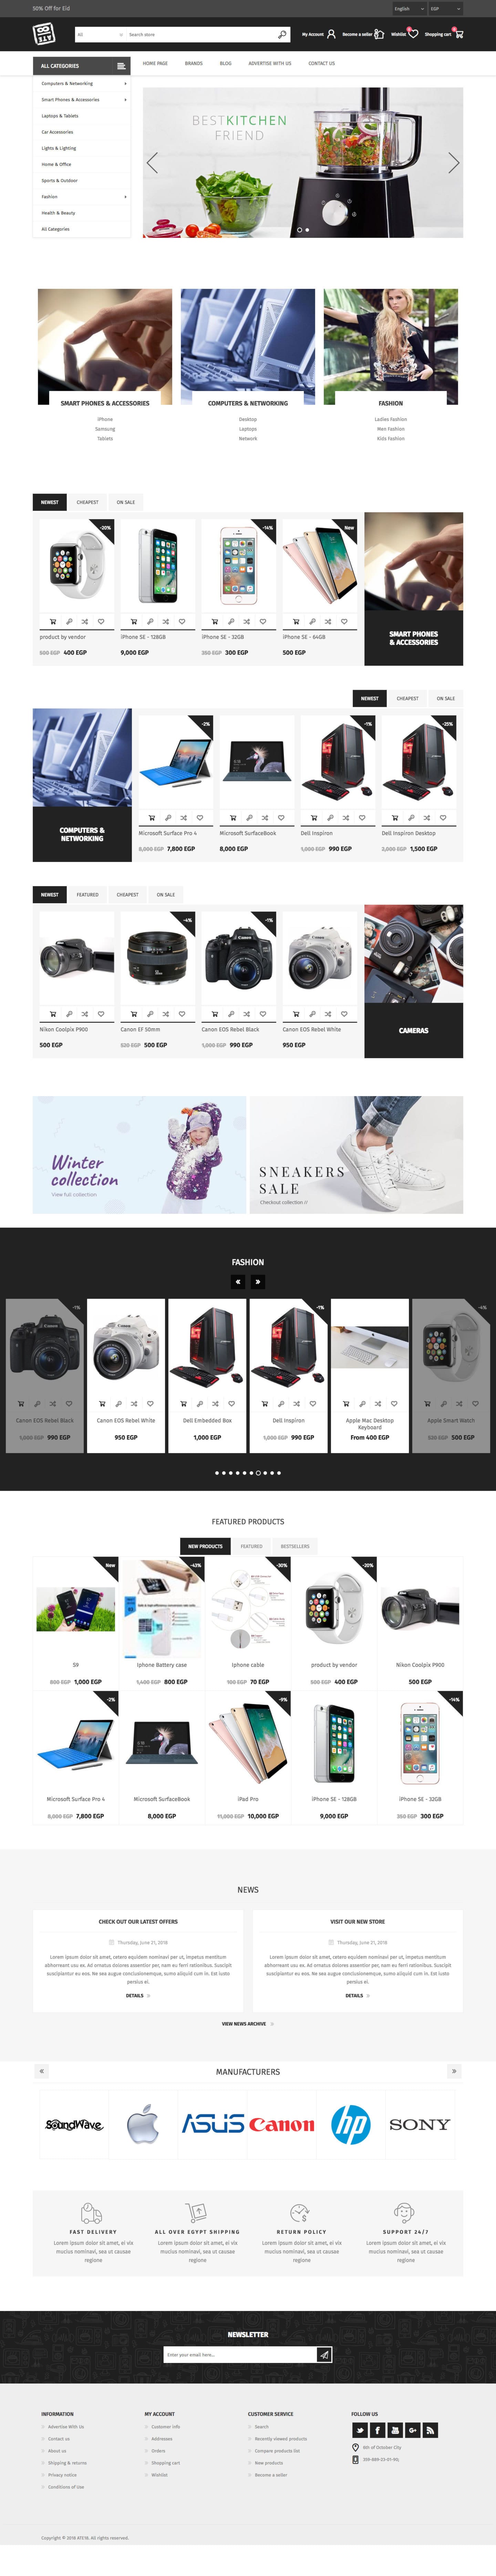 50% Off for Eid
English
EGP
All
Search store
My Account
Become a seller
Wishlist
Shopping cart
ALL CATEGORIES
HOME PAGE
BRANDS
BLOG
ADVERTISE WITH US
CONTACT US
Computers & Networking
Smart Phones & Accessories
Laptops & Tablets
Car Accessories
Lights & Lighting
Home & Office
Sports & Outdoor
Fashion
Health & Beauty
All Categories
BESTKITCHEN
FRIEND
SMART PHONES & ACCESSORIES
iPhone
Samsung
Tablets
COMPUTERS & NETWORKING
Desktop
Laptops
Network
FASHION
Ladies Fashion
Men Fashion
Kids Fashion
NEWEST
CHEAPEST
ON SALE
-20%
-14%
New
product by vendor
iPhone SE - 128GB
iPhone SE - 32GB
iPhone SE - 64GB
500 EGP 400 EGP
9,000 EGP
350 EGP 300 EGP
500 EGP
SMART PHONES
& ACCESSORIES
NEWEST
CHEAPEST
ON SALE
-2%
-1%
-25%
COMPUTERS &
NETWORKING
Microsoft Surface Pro 4
Microsoft SurfaceBook
Dell Inspiron
Dell Inspiron Desktop
8,000 EGP 7,800 EGP
8,000 EGP
1,000 EGP 990 EGP
2,000 EGP 1,500 EGP
NEWEST
FEATURED
CHEAPEST
ON SALE
-4%
-1%
Nikon Coolpix P900
Canon EF 50mm
Canon EOS Rebel Black
Canon EOS Rebel White
500 EGP
520 EGP 500 EGP
1,000 EGP 990 EGP
950 EGP
CAMERAS
Winter
collection
View full collection
SNEAKERS
SALE
Checkout collection //
FASHION
-1%
-1%
-4%
Canon EOS Rebel Black
Canon EOS Rebel White
Dell Embedded Box
Dell Inspiron
Apple Mac Desktop
Keyboard
Apple Smart Watch
1,000 EGP 990 EGP
950 EGP
1,000 EGP
1,000 EGP 990 EGP
From 400 EGP
520 EGP 500 EGP
FEATURED PRODUCTS
NEW PRODUCTS
FEATURED
BESTSELLERS
New
-43%
-30%
-20%
S9
Iphone Battery case
Iphone cable
product by vendor
Nikon Coolpix P900
1,000 EGP
1,400 EGP 800 EGP
100 EGP 70 EGP
500 EGP 400 EGP
500 EGP
-2%
-9%
-14%
Microsoft Surface Pro 4
Microsoft SurfaceBook
iPad Pro
iPhone SE - 128GB
iPhone SE - 32GB
8,000 EGP 7,800 EGP
8,000 EGP
11,000 EGP 10,000 EGP
9,000 EGP
350 EGP 300 EGP
NEWS
CHECK OUT OUR LATEST OFFERS
Thursday, June 21, 2018
Lorem ipsum dolor sit amet, cetero equidem nominavi per ut, impetus mentitum
abhorreant usu ex. Ad ornatus dolores assentior per, nam eu ferri rationibus. Suscipit
suscipiantur eu eos. Ne sea augue conclusionemque, sumo aliquid cum in. Est iusto
persius ei.
DETAILS
VISIT OUR NEW STORE
Thursday, June 21, 2018
Lorem ipsum dolor sit amet, cetero equidem nominavi per ut, impetus mentitum
abhorreant usu ex. Ad ornatus dolores assentior per, nam eu ferri rationibus. Suscipit
suscipiantur eu eos. Ne sea augue conclusionemque, sumo aliquid cum in. Est iusto
persius ei.
DETAILS
VIEW NEWS ARCHIVE
MANUFACTURERS
SoundWave
ASUS
Canon
hp
SONY
FAST DELIVERY
Lorem ipsum dolor sit amet, ei vix
mucius nominavi, sea ut causae
regione
ALL OVER EGYPT SHIPPING
Lorem ipsum dolor sit amet, ei vix
mucius nominavi, sea ut causae
regione
RETURN POLICY
Lorem ipsum dolor sit amet, ei vix
mucius nominavi, sea ut causae
regione
SUPPORT 24/7
Lorem ipsum dolor sit amet, ei vix
mucius nominavi, sea ut causae
regione
NEWSLETTER
Enter your email here...
INFORMATION
Advertise With Us
Contact us
About us
Shipping & returns
Privacy notice
Conditions of Use
MY ACCOUNT
Customer info
Addresses
Orders
Shopping cart
Wishlist
CUSTOMER SERVICE
Search
Recently viewed products
Compare products list
New products
Become a seller
FOLLOW US
6th of October City
Copyright © 2018 ATE18. All rights reserved.